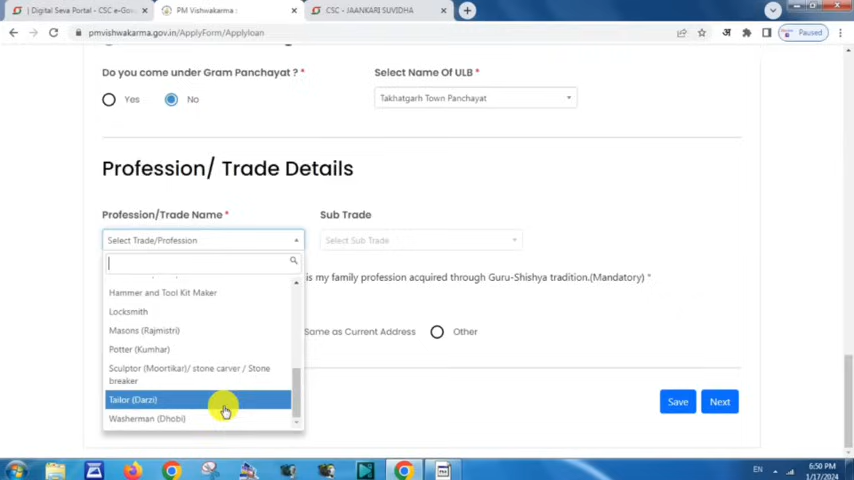 Digital Seva Portal - CSC e-Gov
PM Vishwakarma :
CSC - JAANKARI SUVIDHA
pmvishwakarma.gov.in/ApplyForm/Applyloan
Paused
Do you come under Gram Panchayat ? *
Select Name Of ULB *
Yes
No
Takhatgarh Town Panchayat
Profession/ Trade Details
Profession/Trade Name *
Sub Trade
Select Trade/Profession
Select Sub Trade
is my family profession acquired through Guru-Shishya tradition.(Mandatory) *
Hammer and Tool Kit Maker
Locksmith
Masons (Rajmistri)
Same as Current Address
Other
Potter (Kumhar)
Sculptor (Moortikar)/ stone carver / Stone
breaker
Tailor (Darzi)
Save
Next
Washerman (Dhobi)
EN
6:50 PM
1/17/2024